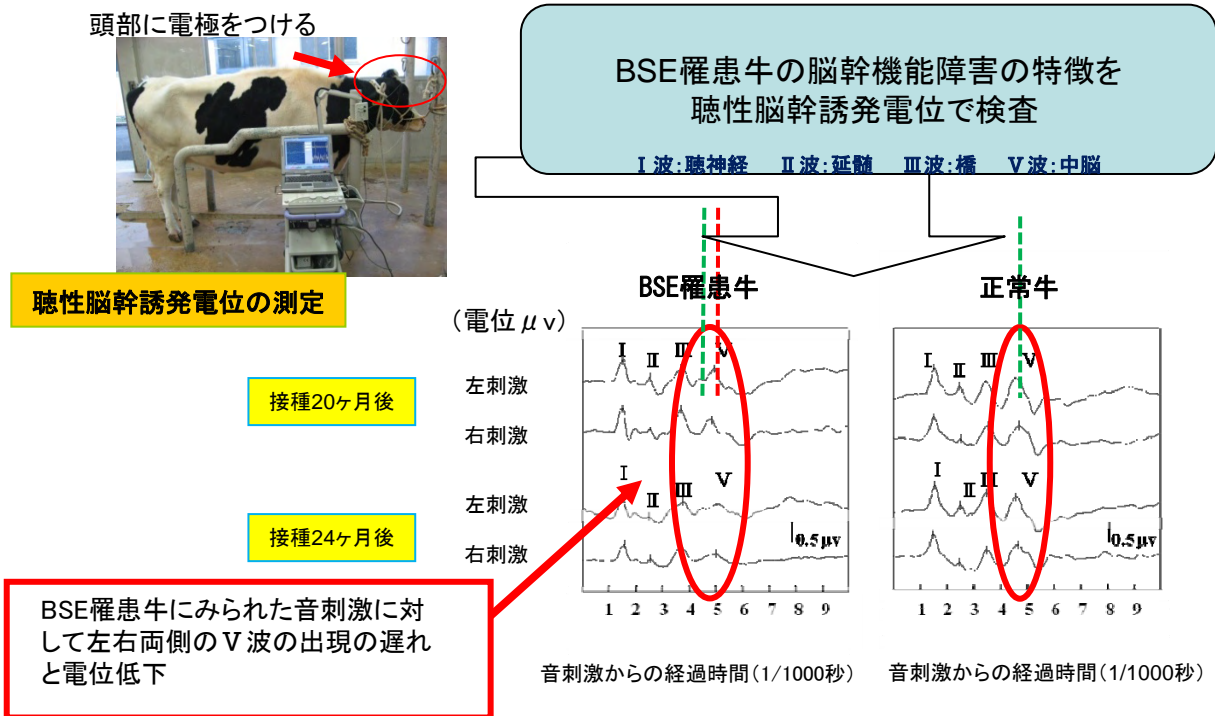 頭部に電極をつける
BSE罹患牛の脳幹機能障害の特徴を
聴性脳幹誘発電位で検査
Ⅰ波:聴神経 Ⅱ波:延髄 Ⅲ波:橋 Ⅴ波:中脳
聴性脳幹誘発電位の測定
BSE罹患牛
正常牛
(電位μv)
Ⅰ Ⅱ Ⅲ Ⅴ
Ⅰ Ⅱ Ⅲ Ⅴ
接種20ヶ月後
左刺激
右刺激
Ⅰ Ⅱ Ⅲ Ⅴ
Ⅰ Ⅱ Ⅲ Ⅴ
接種24ヶ月後
左刺激
右刺激
0.5μv
0.5μv
1 2 3 4 5 6 7 8 9
1 2 3 4 5 6 7 8 9
音刺激からの経過時間(1/1000秒)
音刺激からの経過時間(1/1000秒)
BSE罹患牛にみられた音刺激に対
して左右両側のⅤ波の出現の遅れ
と電位低下